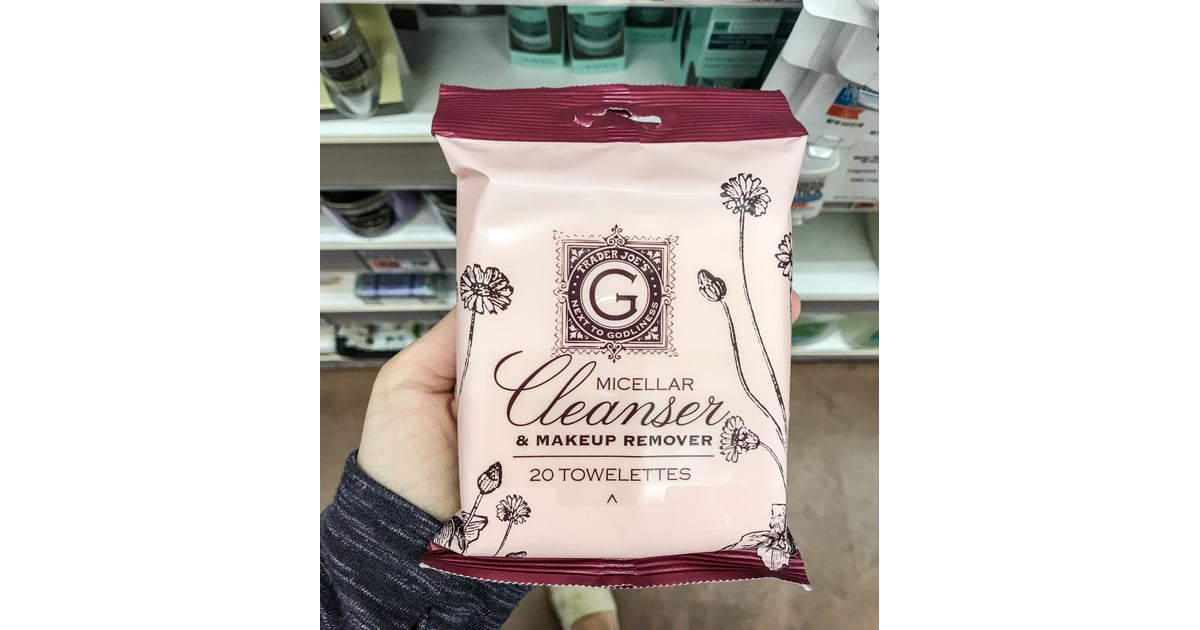 TRADER JOE'S
G
NEXT TO GODLINESS
MICELLAR
Cleanser
& MAKEUP REMOVER
20 TOWELETTES